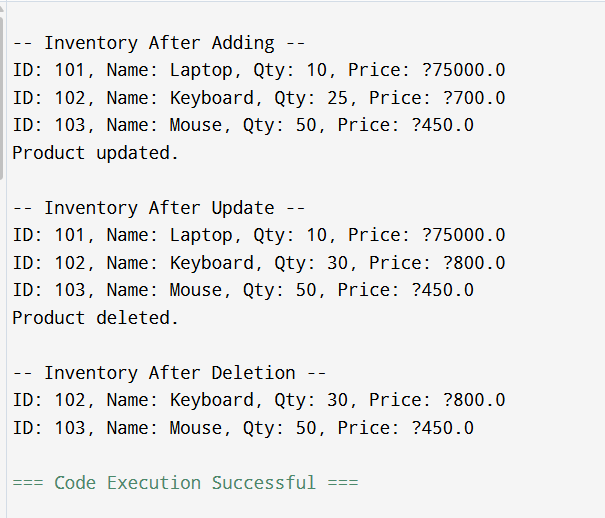 -- Inventory After Adding --
ID: 101, Name: Laptop, Qty: 10, Price: ?75000.0
ID: 102, Name: Keyboard, Qty: 25, Price: ?700.0
ID: 103, Name: Mouse, Qty: 50, Price: ?450.0
Product updated.
-- Inventory After Update --
ID: 101, Name: Laptop, Qty: 10, Price: ?75000.0
ID: 102, Name: Keyboard, Qty: 30, Price: ?800.0
ID: 103, Name: Mouse, Qty: 50, Price: ?450.0
Product deleted.
-- Inventory After Deletion --
ID: 102, Name: Keyboard, Qty: 30, Price: ?800.0
ID: 103, Name: Mouse, Qty: 50, Price: ?450.0
=== Code Execution Successful ===